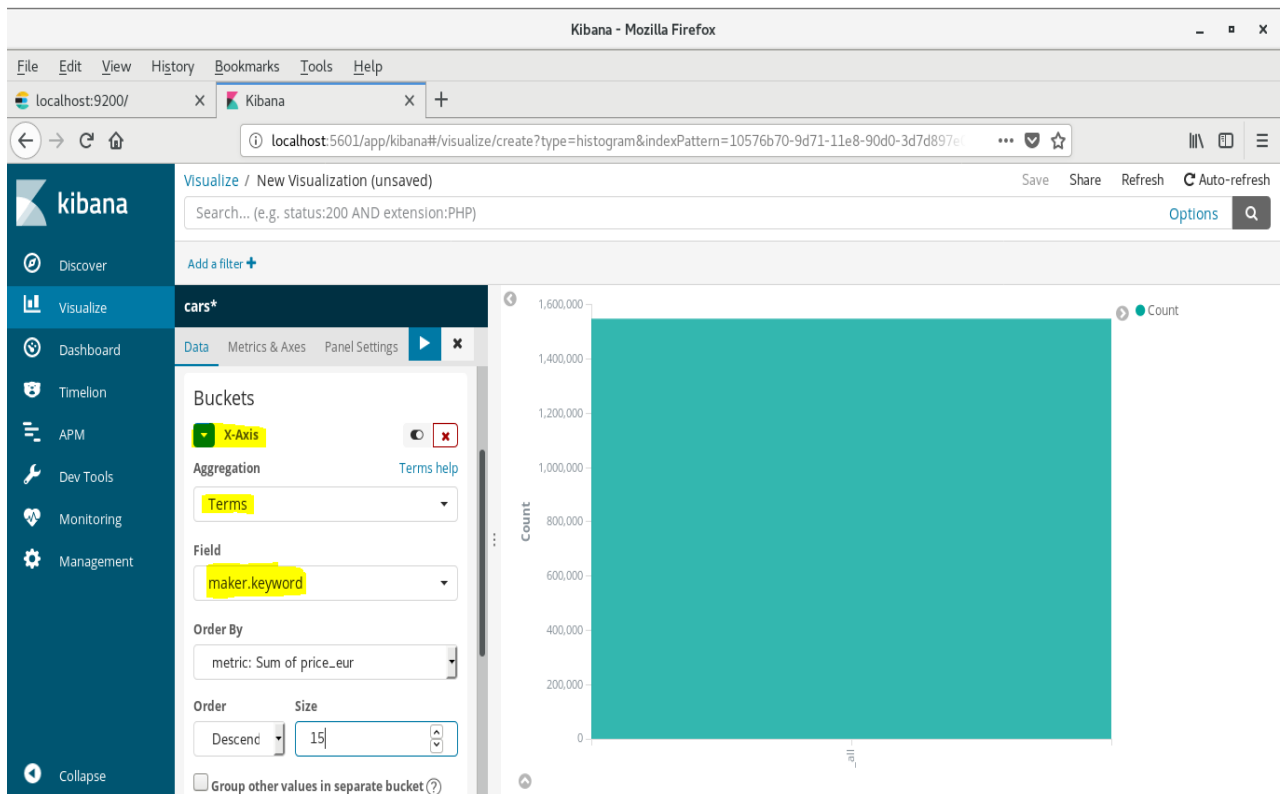 Kibana - Mozilla Firefox
File Edit View History Bookmarks Tools Help
localhost:9200/
Kibana
localhost:5601/app/kibana#/visualize/create?type=histogram&indexPattern=10576b70-9d71-11e8-90d0-3d7d897e
kibana
Visualize / New Visualization (unsaved)
Save Share Refresh Auto-refresh
Search... (e.g. status:200 AND extension:PHP)
Options
Discover
Visualize
Dashboard
Timelion
APM
Dev Tools
Monitoring
Management
Collapse
Add a filter +
cars*
Data Metrics & Axes Panel Settings
Buckets
X-Axis
Aggregation Terms help
Terms
Field
maker.keyword
Order By
metric: Sum of price_eur
Order Size
Descend 15
Group other values in separate bucket
1,600,000
1,400,000
1,200,000
1,000,000
800,000
600,000
400,000
200,000
0
Count
_all
Count